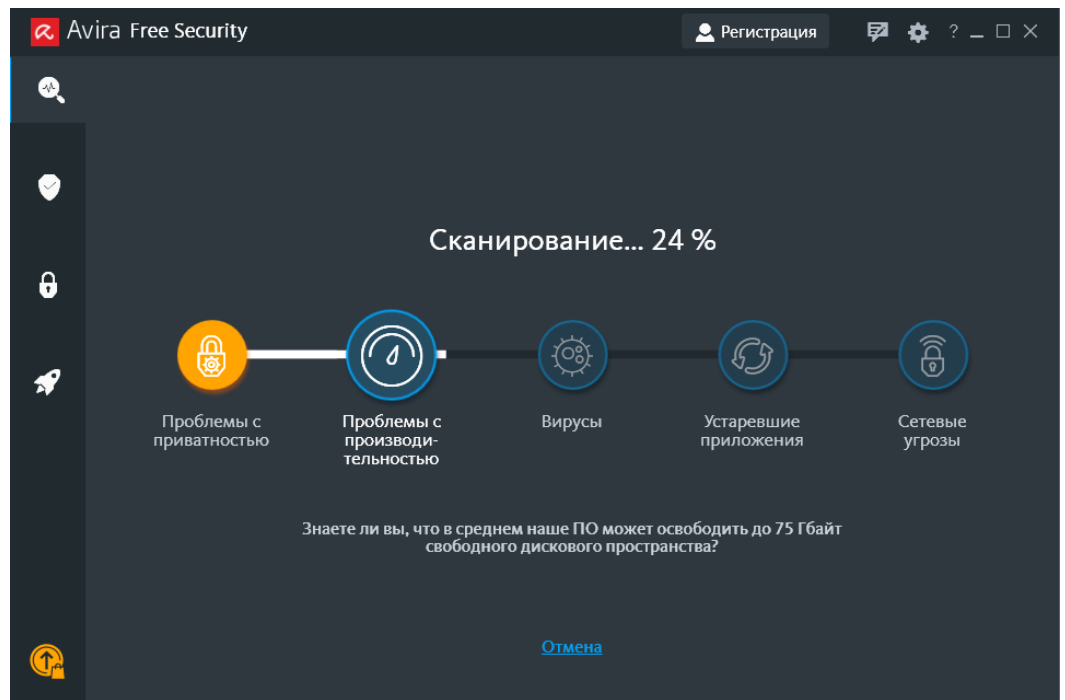 Avira Free Security
Регистрация
?
Сканирование... 24 %
Проблемы с
приватностью
Проблемы с
производи-
тельностью
Вирусы
Устаревшие
приложения
Сетевые
угрозы
Знаете ли вы, что в среднем наше ПО может освободить до 75 Гбайт
свободного дискового пространства?
Отмена